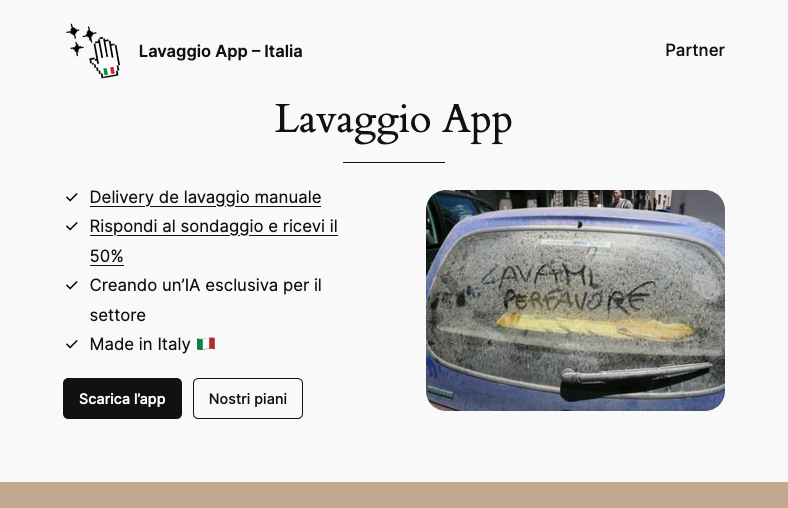 Lavaggio App – Italia
Partner
Lavaggio App
Delivery de lavaggio manuale
Rispondi al sondaggio e ricevi il
50%
Creando un'IA esclusiva per il
settore
Made in Italy 🇮🇹
Scarica l'app
Nostri piani
LAVAMI
PERFAVORE